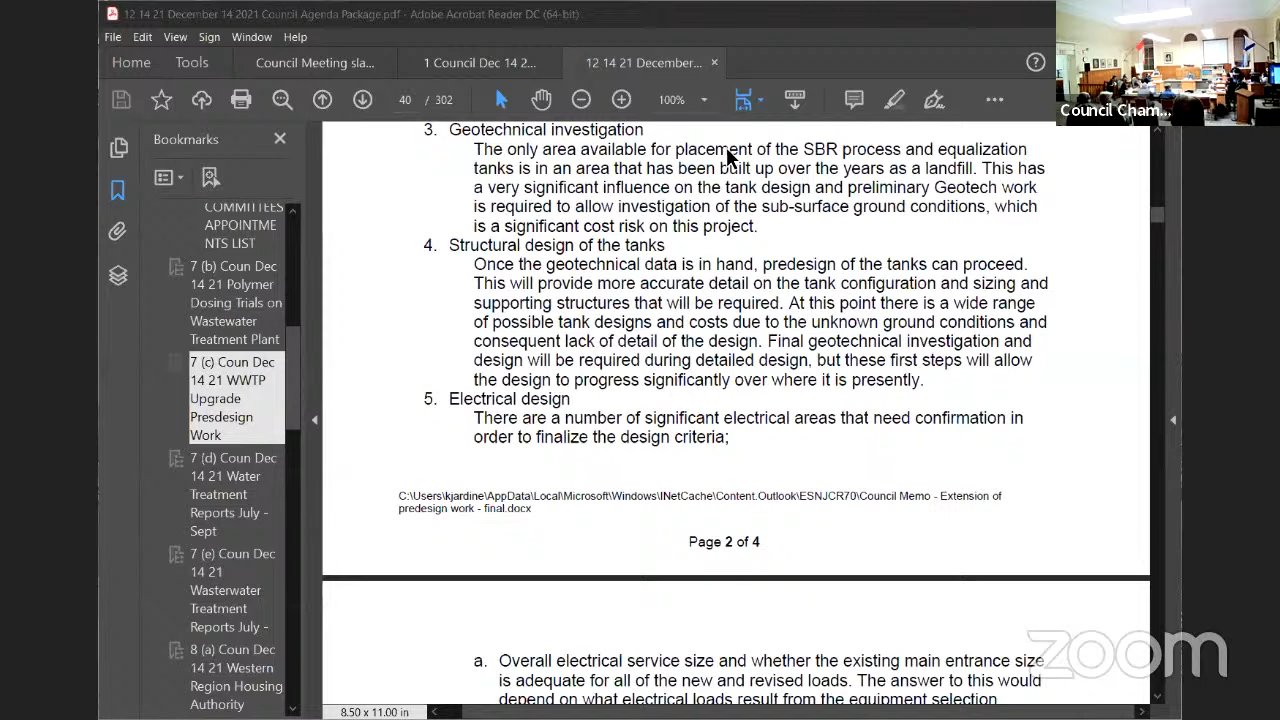 12 14 21 December 14 2021 Council Agenda Package.pdf - Adobe Acrobat Reader DC (64-bit)
File Edit View Sign Window Help
Home Tools Council Meeting sla... 1 Council Dec 14 2... 12 14 21 December... ×
40 / 302 100%
Council Cham...
Bookmarks
COMMITTEES
APPOINTME
NTS LIST
7 (b) Coun Dec
14 21 Polymer
Dosing Trials on
Wastewater
Treatment Plant
7 (c) Coun Dec
14 21 WWTP
Upgrade
Presdesign
Work
7 (d) Coun Dec
14 21 Water
Treatment
Reports July -
Sept
7 (e) Coun Dec
14 21
Wasterwater
Treatment
Reports July -
8 (a) Coun Dec
14 21 Western
Region Housing
Authority
3. Geotechnical investigation
The only area available for placement of the SBR process and equalization
tanks is in an area that has been built up over the years as a landfill. This has
a very significant influence on the tank design and preliminary Geotech work
is required to allow investigation of the sub-surface ground conditions, which
is a significant cost risk on this project.
4. Structural design of the tanks
Once the geotechnical data is in hand, predesign of the tanks can proceed.
This will provide more accurate detail on the tank configuration and sizing and
supporting structures that will be required. At this point there is a wide range
of possible tank designs and costs due to the unknown ground conditions and
consequent lack of detail of the design. Final geotechnical investigation and
design will be required during detailed design, but these first steps will allow
the design to progress significantly over where it is presently.
5. Electrical design
There are a number of significant electrical areas that need confirmation in
order to finalize the design criteria;
C:\Users\kjardine\AppData\Local\Microsoft\Windows\INetCache\Content.Outlook\ESNJCR70\Council Memo - Extension of
predesign work - final.docx
Page 2 of 4
a. Overall electrical service size and whether the existing main entrance size
is adequate for all of the new and revised loads. The answer to this would
depend on what electrical loads result from the equipment selection
8.50 x 11.00 in
zoom